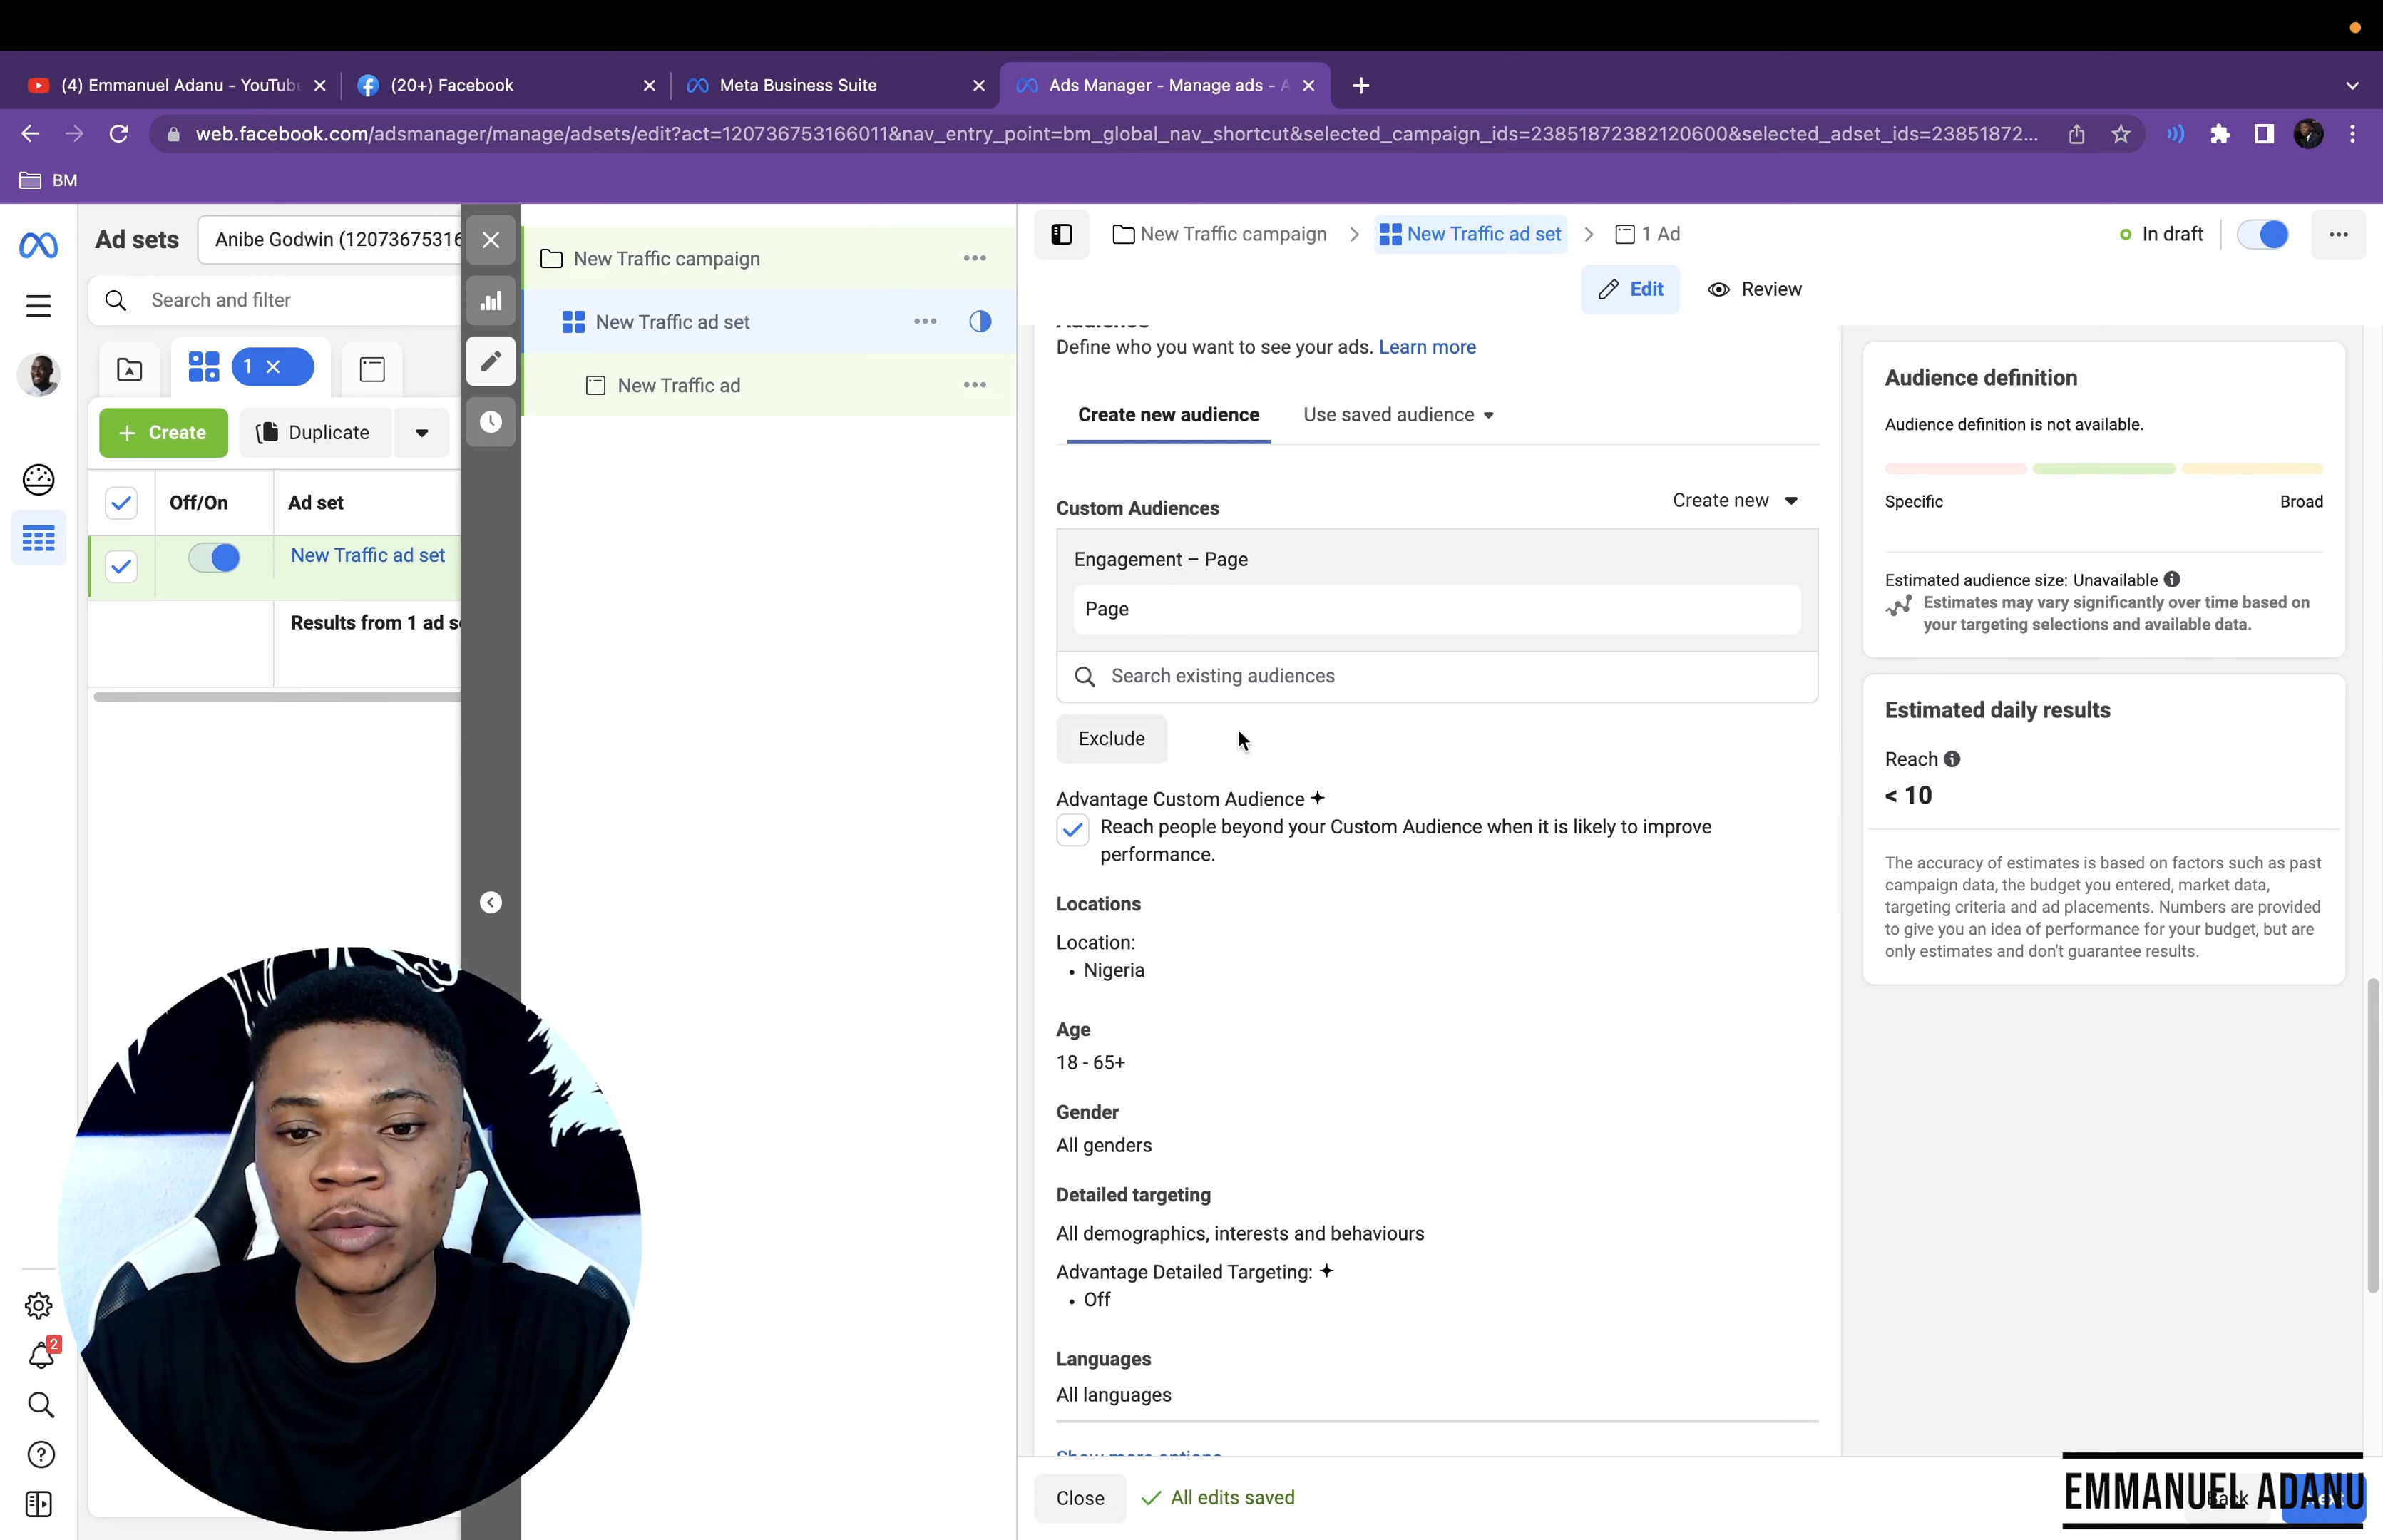 (4) Emmanuel Adanu - YouTub
(20+) Facebook
Meta Business Suite
Ads Manager - Manage ads - A
web.facebook.com/adsmanager/manage/adsets/edit?act=120736753166011&nav_entry_point=bm_global_nav_shortcut&selected_campaign_ids=23851872382120600&selected_adset_ids=23851872...
BM
Ad sets
Anibe Godwin (12073675316
Search and filter
1
Create
Duplicate
Off/On
Ad set
New Traffic ad set
Results from 1 ad s
2
New Traffic campaign
New Traffic ad set
New Traffic ad
New Traffic campaign
New Traffic ad set
1 Ad
In draft
Edit
Review
Audience
Define who you want to see your ads. Learn more
Create new audience
Use saved audience
Custom Audiences
Create new
Engagement – Page
Page
Search existing audiences
Exclude
Advantage Custom Audience
Reach people beyond your Custom Audience when it is likely to improve
performance.
Locations
Location:
• Nigeria
Age
18 - 65+
Gender
All genders
Detailed targeting
All demographics, interests and behaviours
Advantage Detailed Targeting:
• Off
Languages
All languages
Show more options
Close
All edits saved
Back
Next
EMMANUEL ADANU
Audience definition
Audience definition is not available.
Specific
Broad
Estimated audience size: Unavailable
Estimates may vary significantly over time based on
your targeting selections and available data.
Estimated daily results
Reach
< 10
The accuracy of estimates is based on factors such as past
campaign data, the budget you entered, market data,
targeting criteria and ad placements. Numbers are provided
to give you an idea of performance for your budget, but are
only estimates and don't guarantee results.